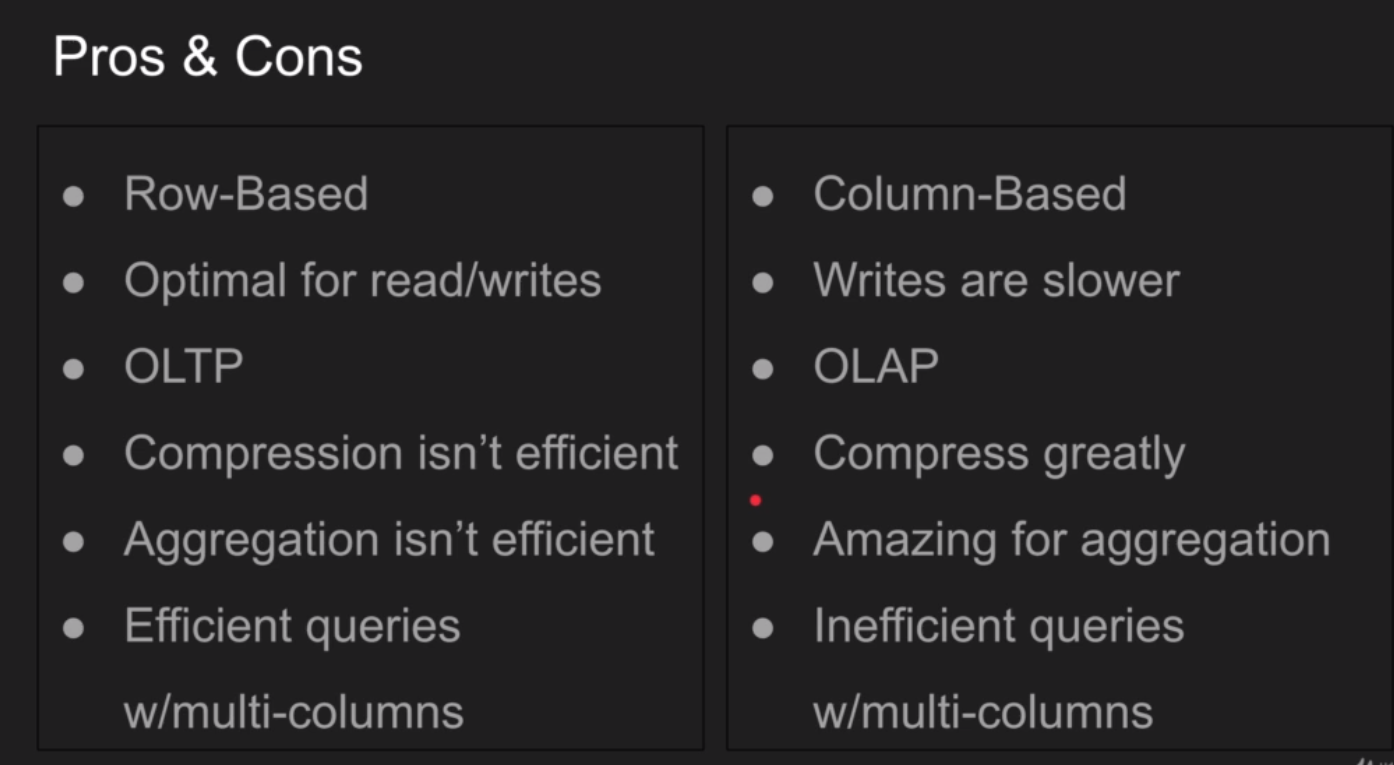 Pros & Cons
Row-Based
Optimal for read/writes
OLTP
Compression isn’t efficient
Aggregation isn’t efficient
Efficient queries
w/multi-columns
Column-Based
Writes are slower
OLAP
Compress greatly
Amazing for aggregation
Inefficient queries
w/multi-columns